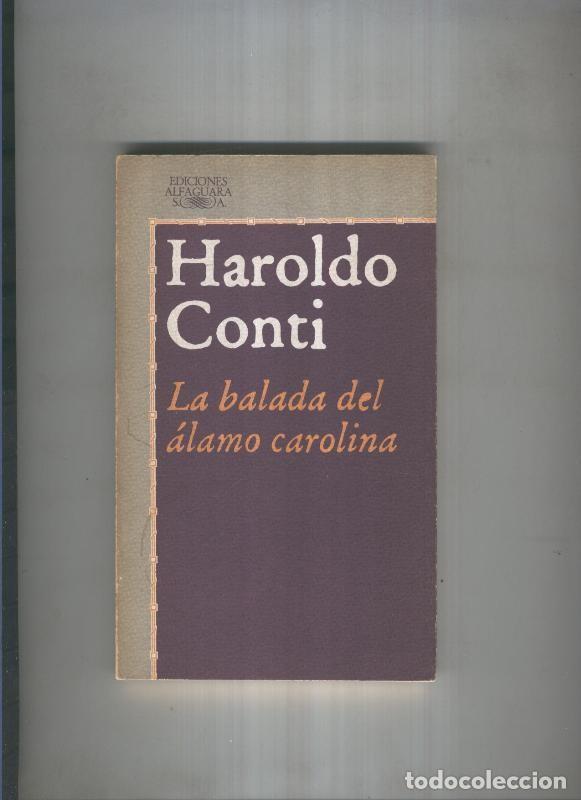 EDICIONES
ALFAGUARA
S. A.
Haroldo
Conti
La balada del
álamo carolina
todocoleccion